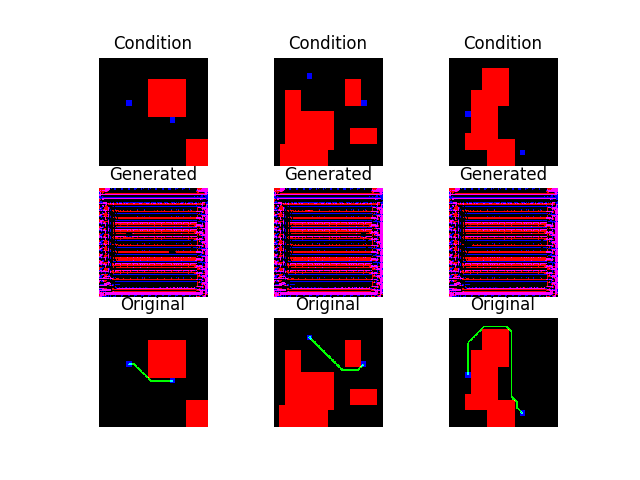 Condition Condition Condition
Generated Generated Generated
Original Original Original